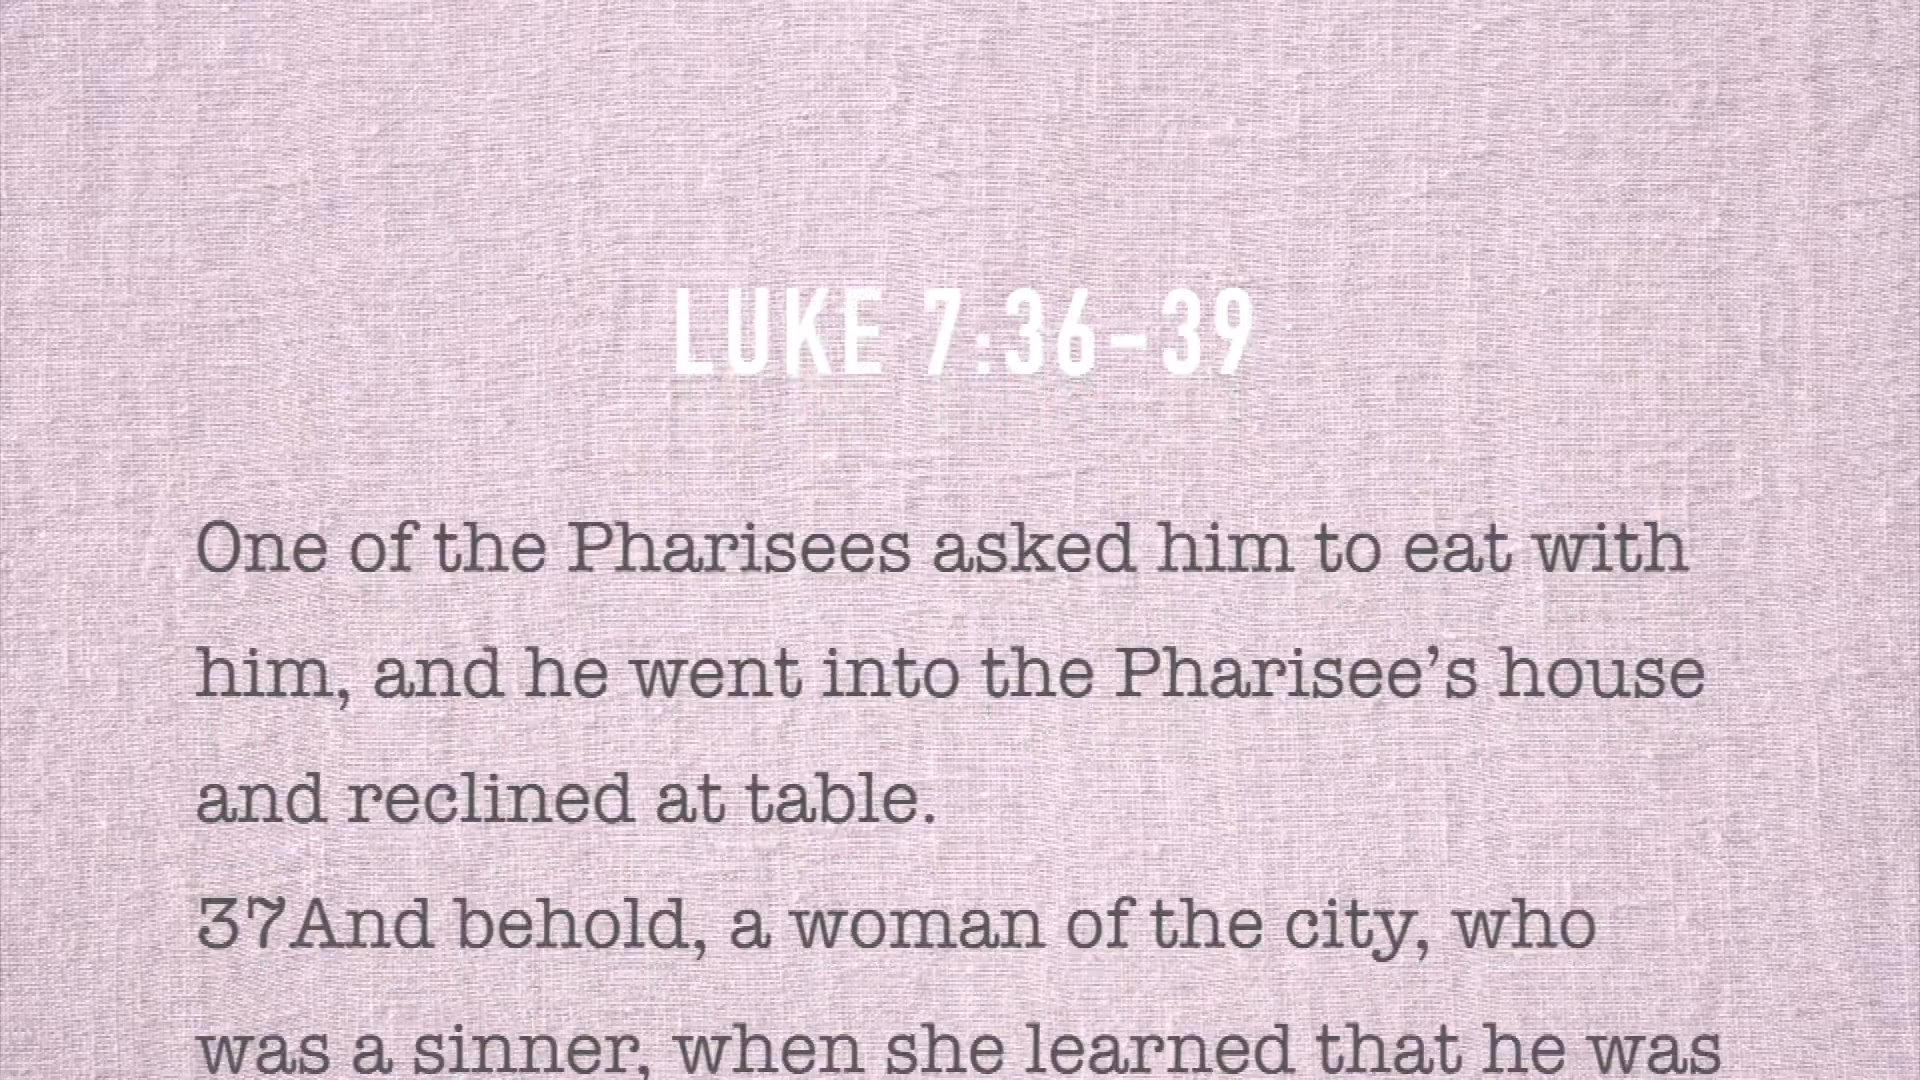 LUKE 7:36-39
One of the Pharisees asked him to eat with
him, and he went into the Pharisee’s house
and reclined at table.
37And behold, a woman of the city, who
was a sinner, when she learned that he was